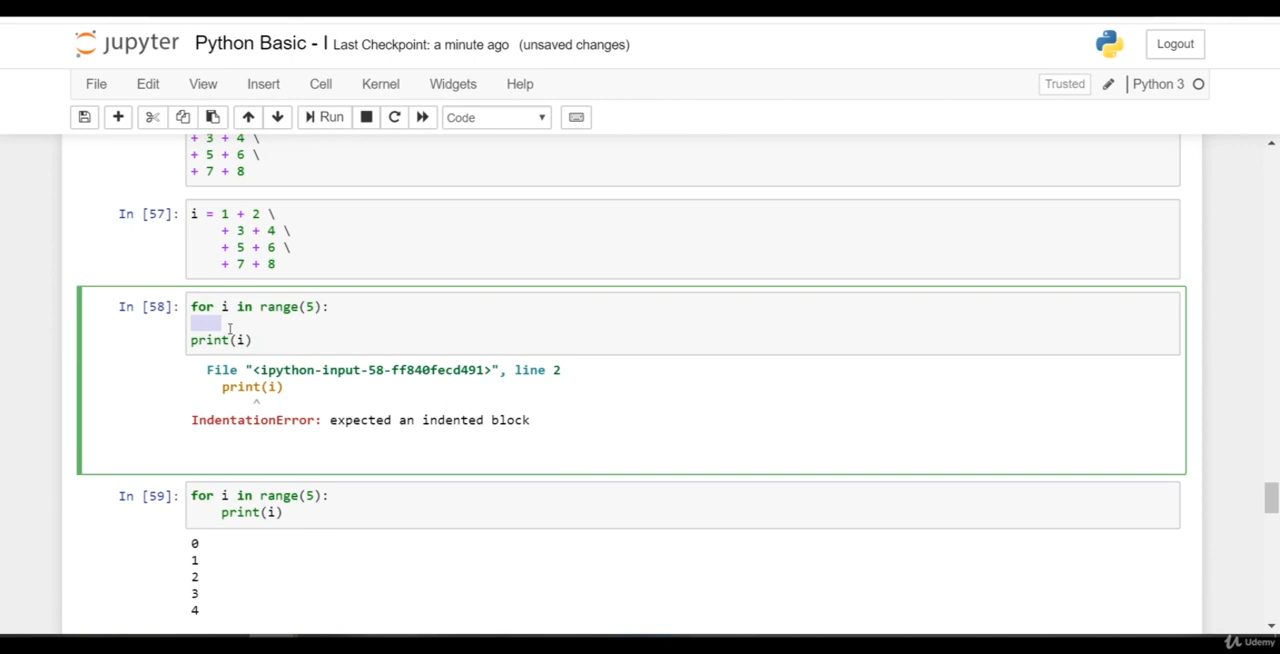 jupyter Python Basic - I Last Checkpoint: a minute ago (unsaved changes) Logout
File Edit View Insert Cell Kernel Widgets Help Trusted Python 3
Run Code
+ 3 + 4 \
+ 5 + 6 \
+ 7 + 8
In [57]: i = 1 + 2 \
+ 3 + 4 \
+ 5 + 6 \
+ 7 + 8
In [58]: for i in range(5):
print(i)
File "<ipython-input-58-ff840fecd491>", line 2
print(i)
^
IndentationError: expected an indented block
In [59]: for i in range(5):
print(i)
0
1
2
3
4
Udemy